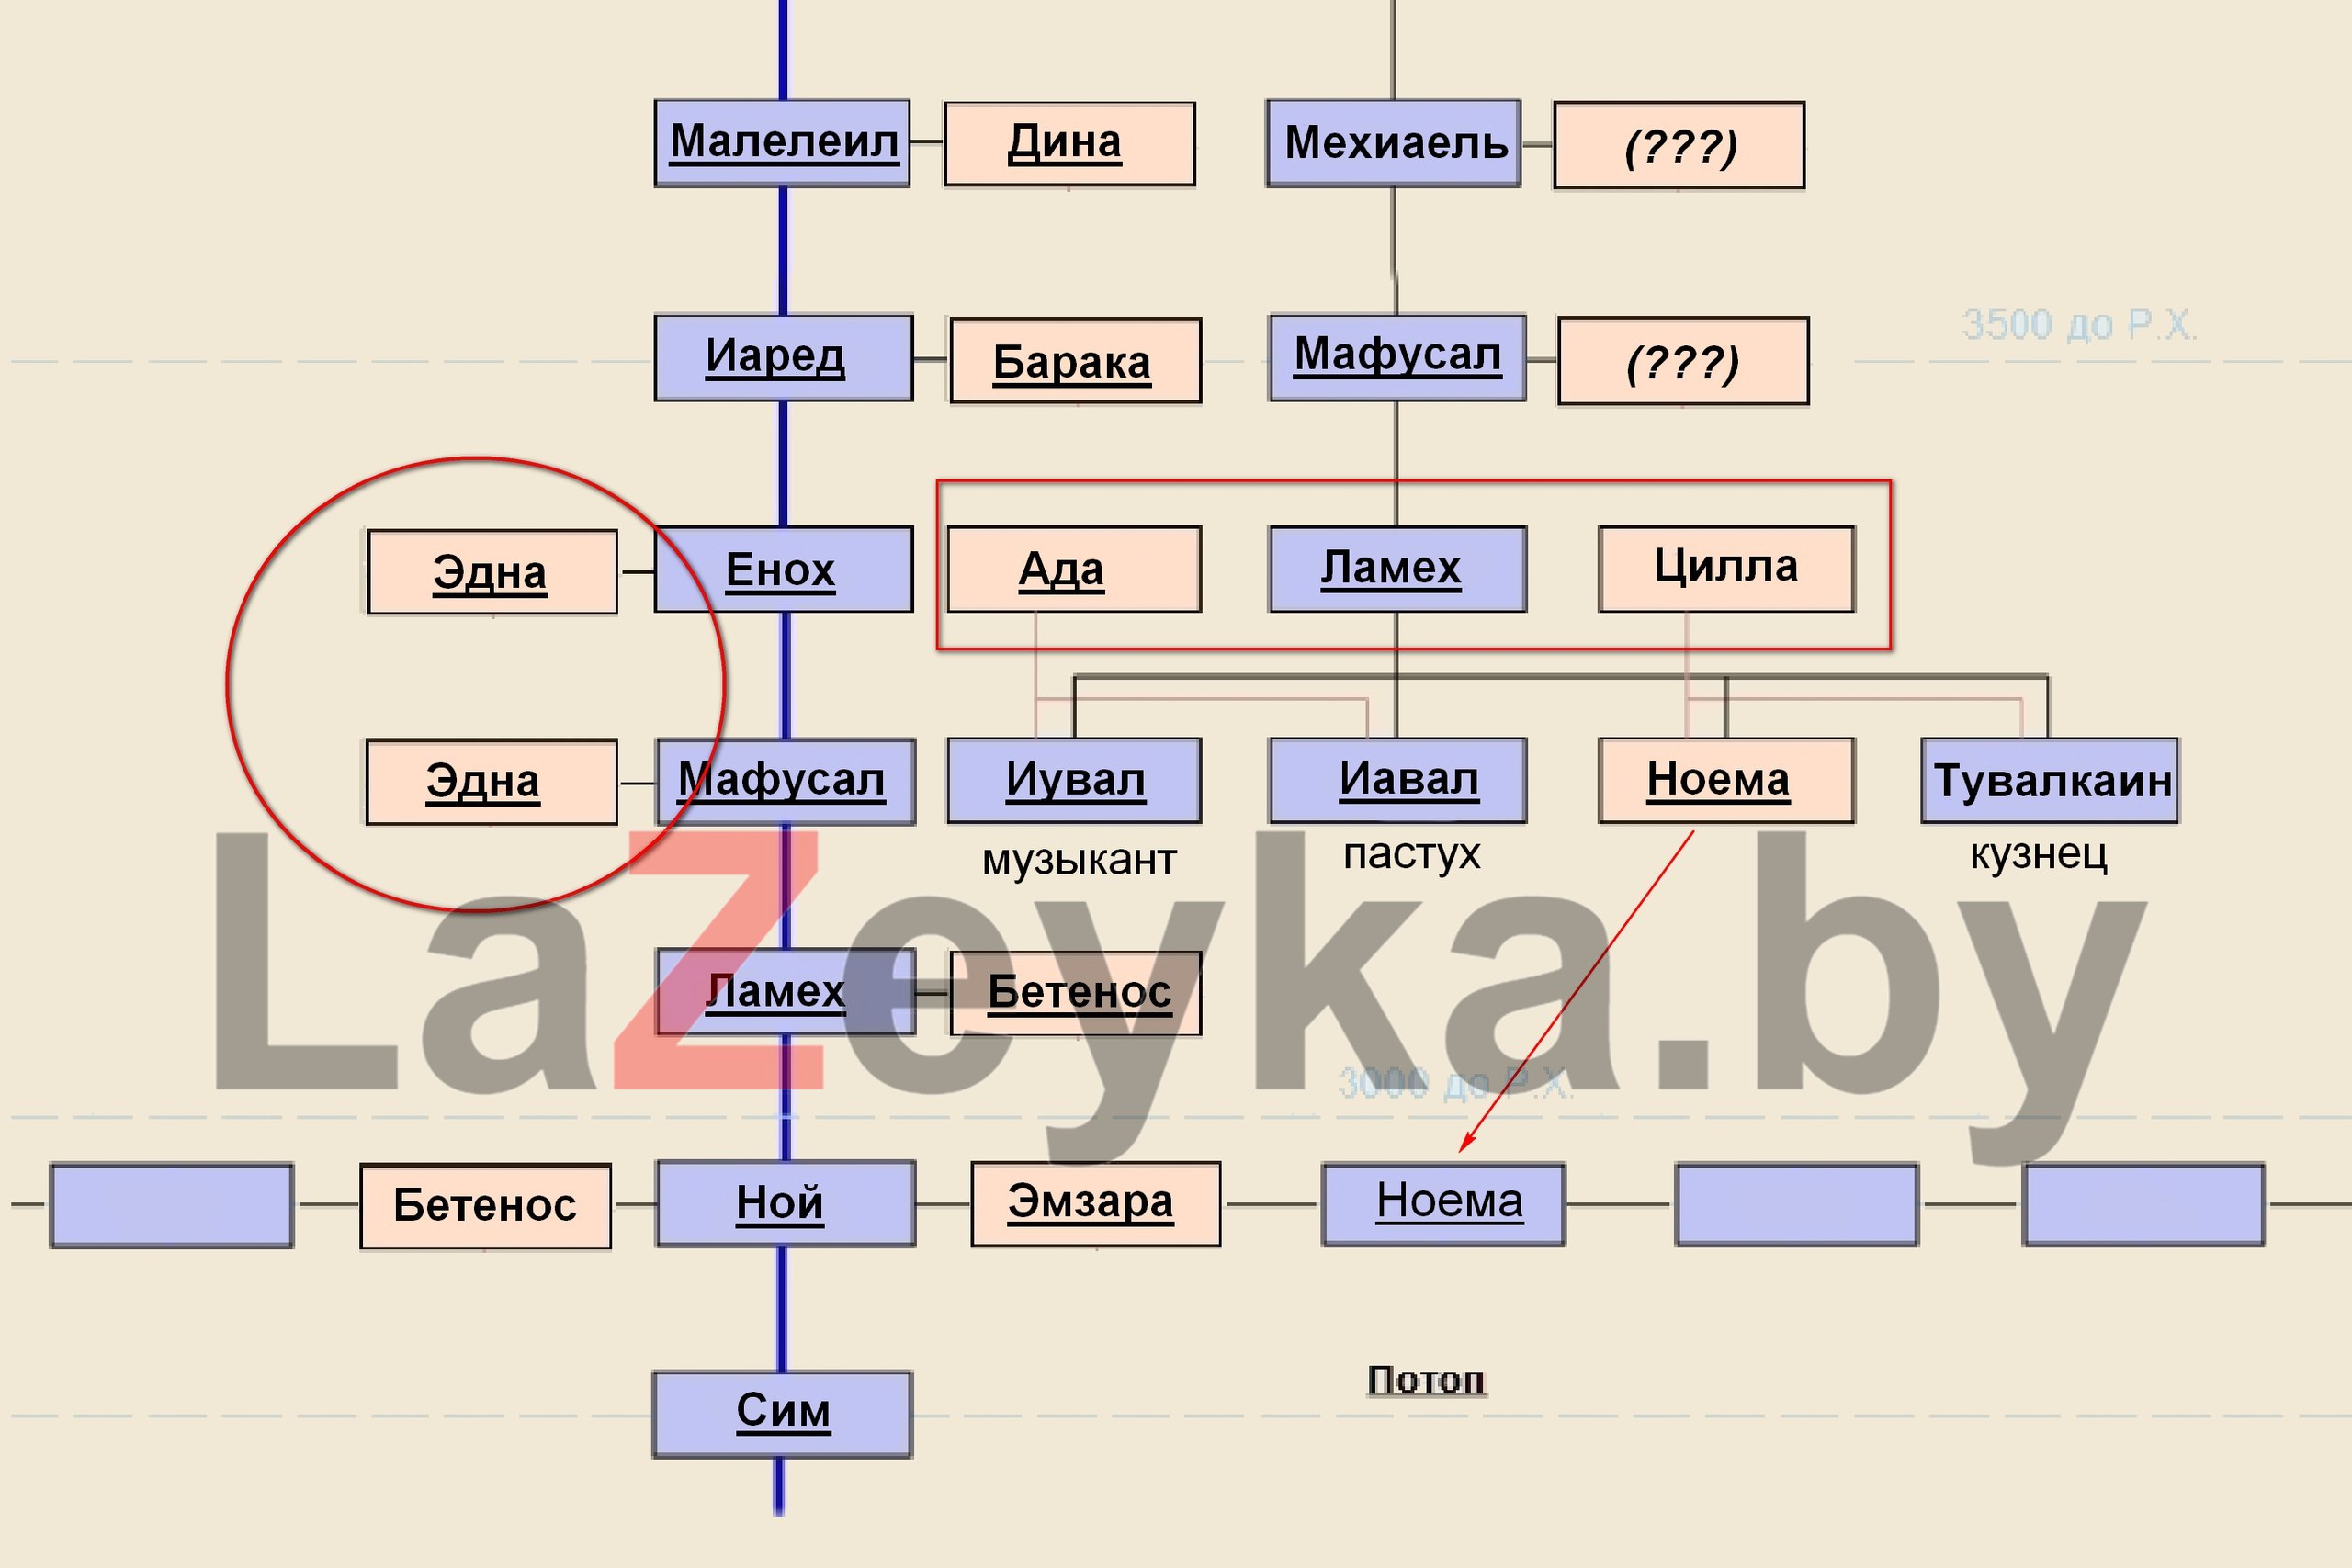 Малелеил Дина Мехиаель (???)
3500 до Р.Х.
Иаред Барака Мафусал (???)
Эдна Енох Ада Ламех Цилла
Эдна Мафусал Иувал Иавал Ноема Тувалкаин
музыкант пастух кузнец
LaZeyka.by
Ламех Бетенос
3000 до Р.Х.
Бетенос Ной Эмзара Ноема
Потоп
Сим